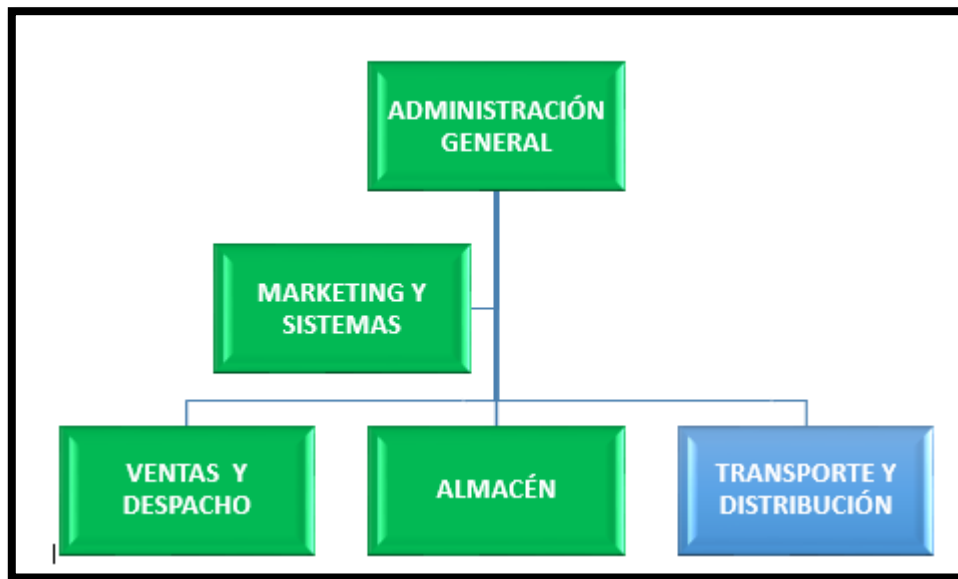 ADMINISTRACIÓN
GENERAL
MARKETING Y
SISTEMAS
VENTAS Y
DESPACHO
ALMACÉN
TRANSPORTE Y
DISTRIBUCIÓN